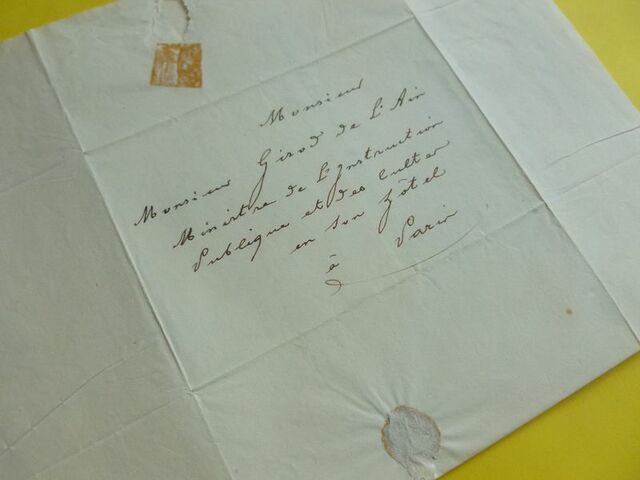 Monsieur
Monsieur Girod de L'Ain
Ministre de L'Instruction
Publique et des Cultes
en son hôtel
à Paris